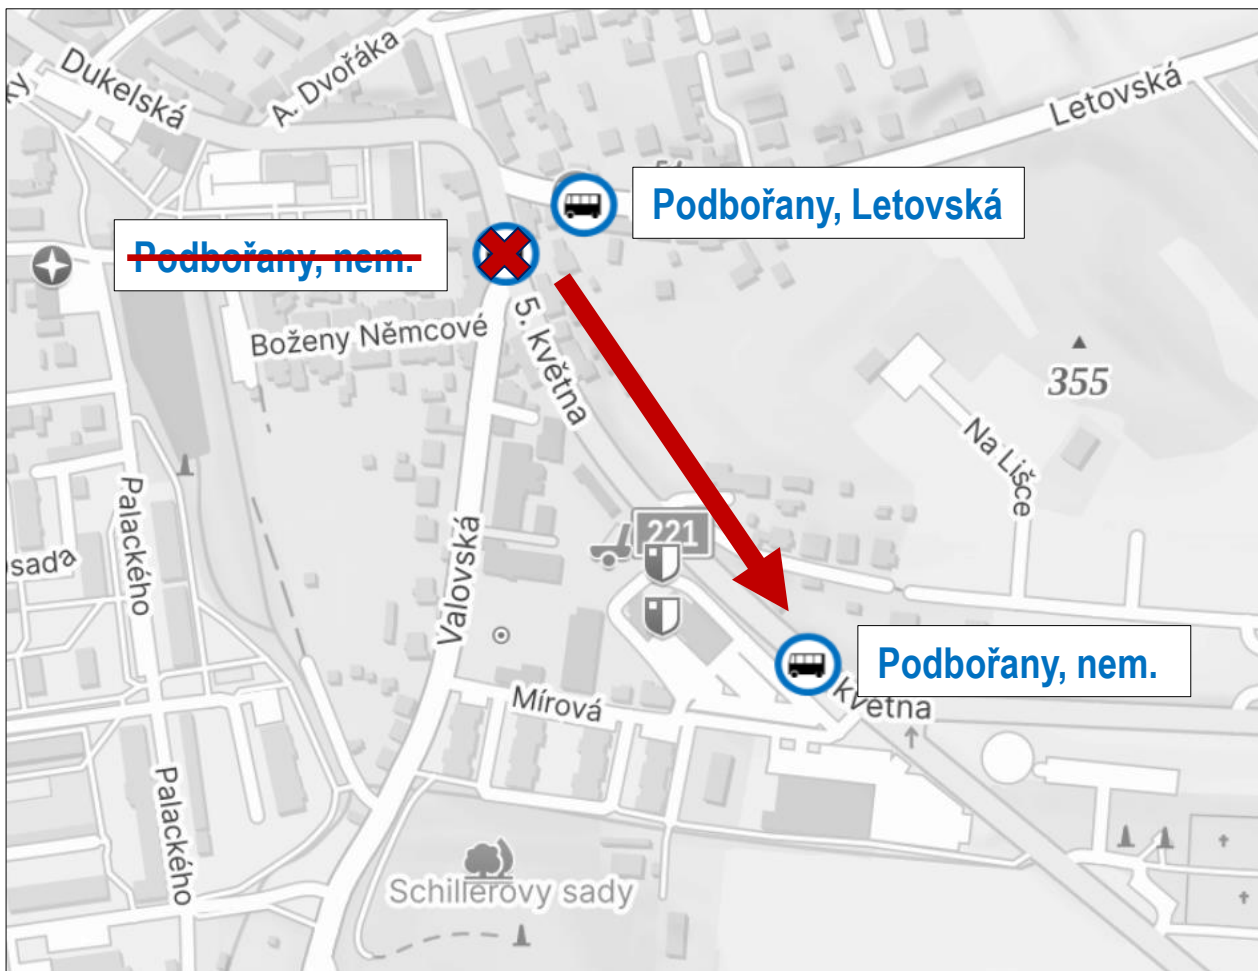 Dukelská
A. Dvořáka
Letovská
Podbořany, Letovská
Podbořany, nem.
5. května
Boženy Němcové
355
Na Lišce
221
Palackého
Valovská
Podbořany, nem.
května
Mírová
Palackého
Schillerovy sady